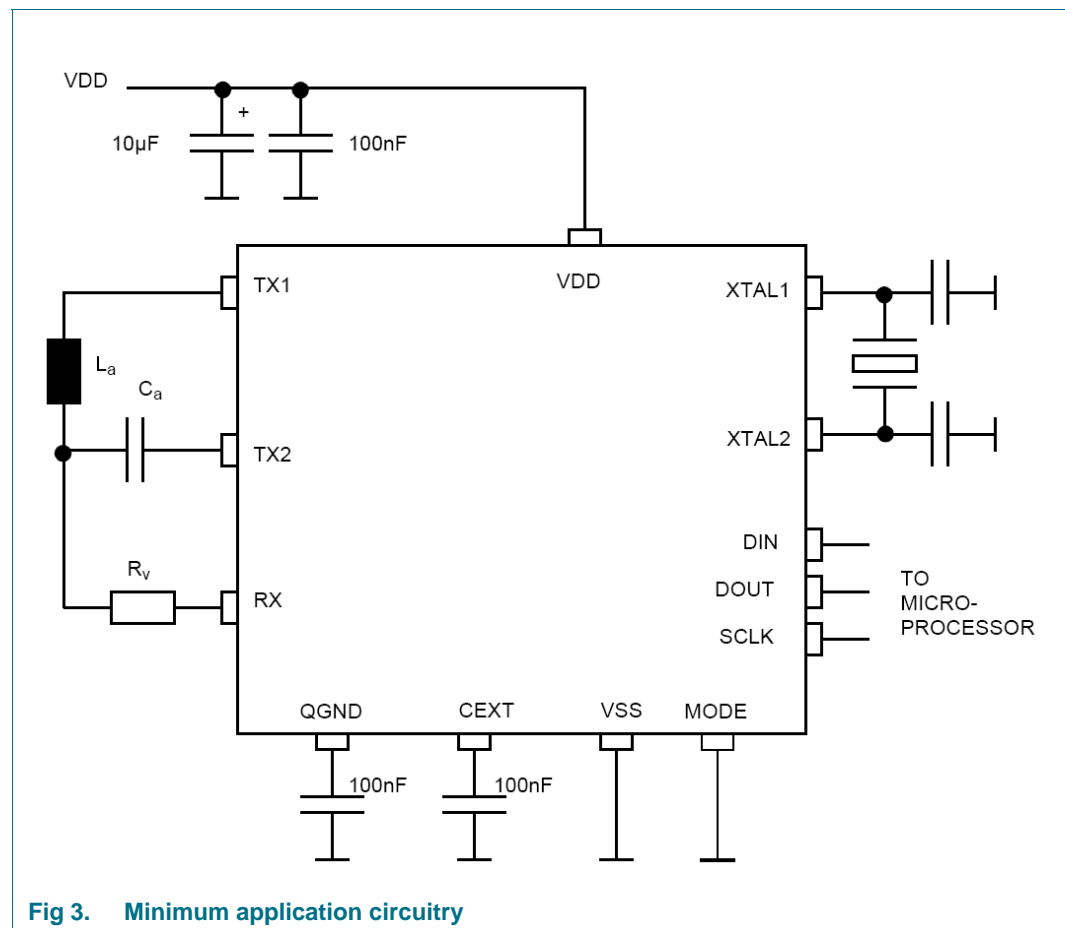 VDD
+
10µF
100nF
TX1
VDD
XTAL1
La
Ca
TX2
XTAL2
DIN
Rv
RX
DOUT
TO
MICRO-
PROCESSOR
SCLK
QGND
CEXT
VSS
MODE
100nF
100nF
Fig 3. Minimum application circuitry